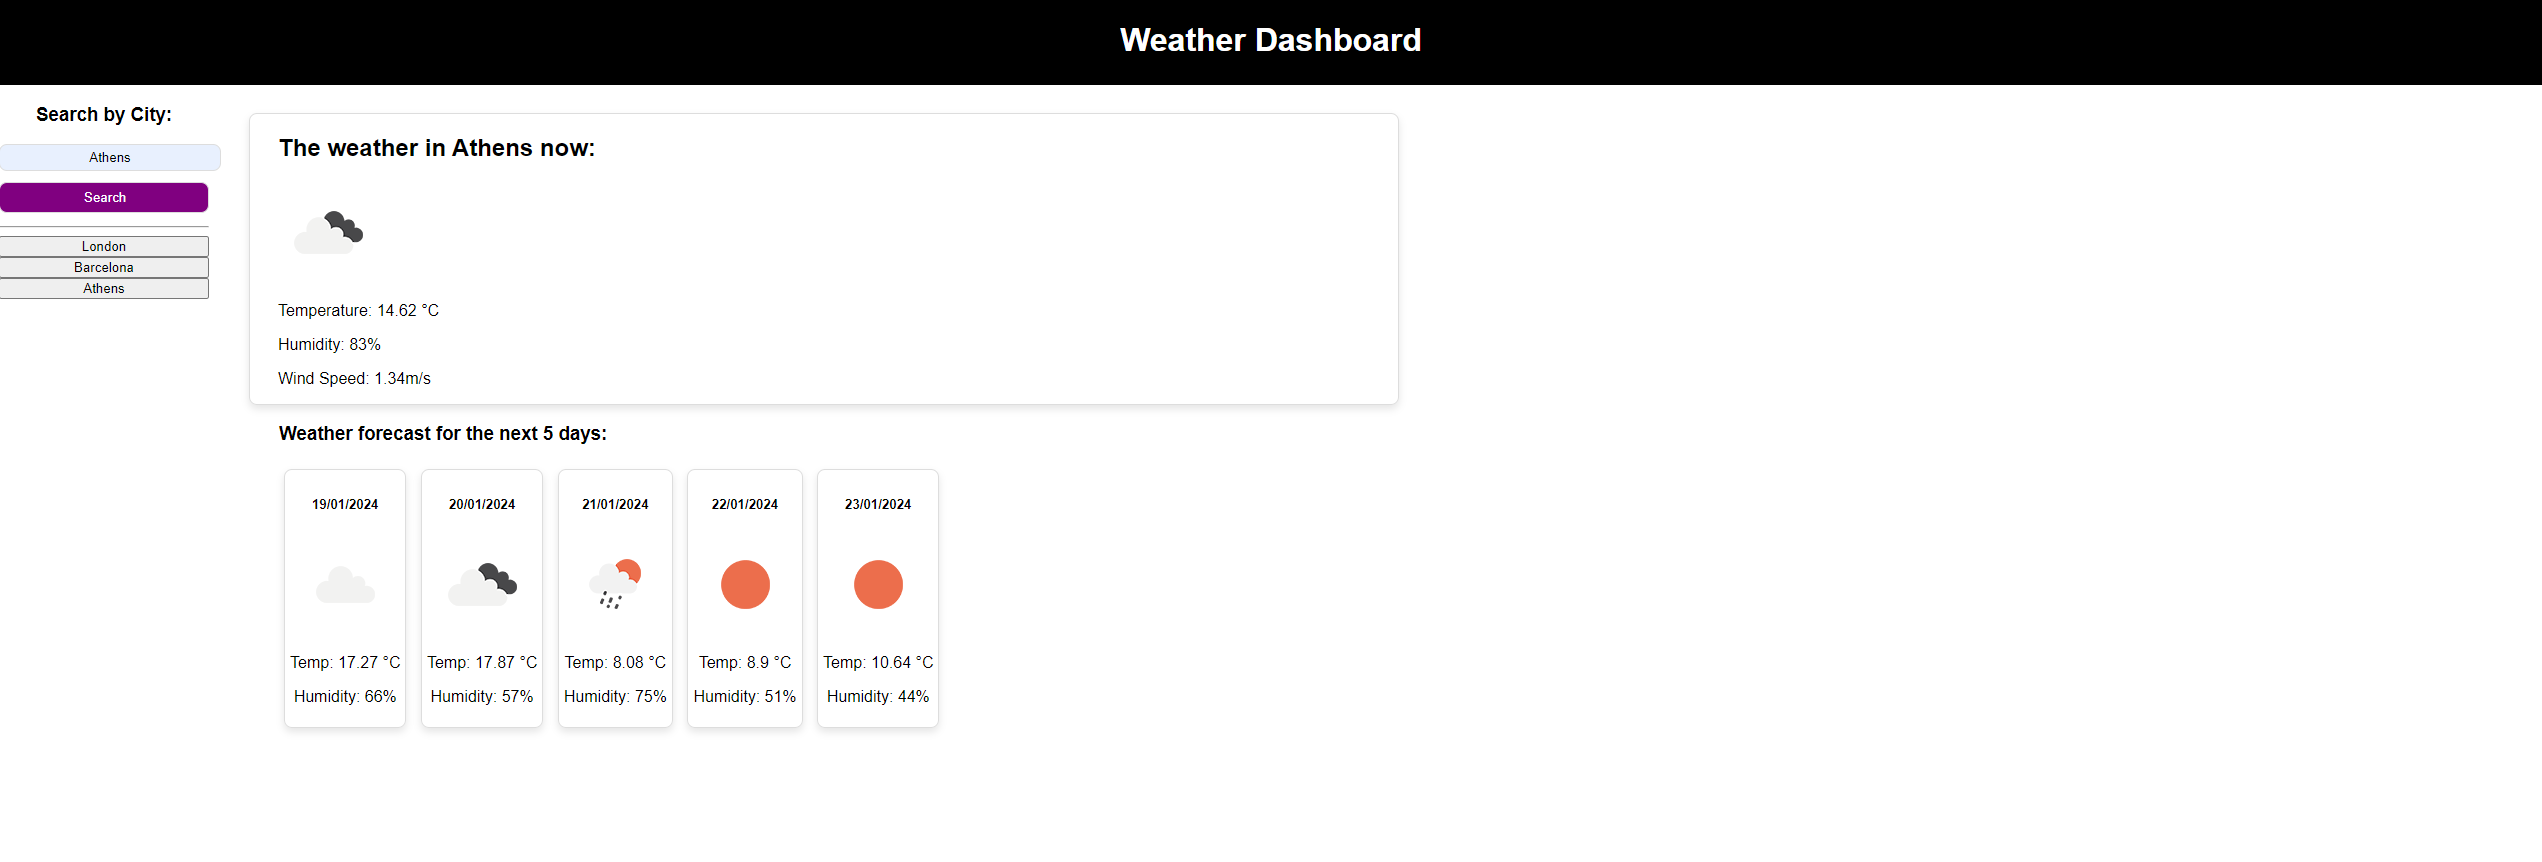 Weather Dashboard
Search by City:
Athens
Search
London
Barcelona
Athens
The weather in Athens now:
Temperature: 14.62 °C
Humidity: 83%
Wind Speed: 1.34m/s
Weather forecast for the next 5 days:
19/01/2024
Temp: 17.27 °C
Humidity: 66%
20/01/2024
Temp: 17.87 °C
Humidity: 57%
21/01/2024
Temp: 8.08 °C
Humidity: 75%
22/01/2024
Temp: 8.9 °C
Humidity: 51%
23/01/2024
Temp: 10.64 °C
Humidity: 44%